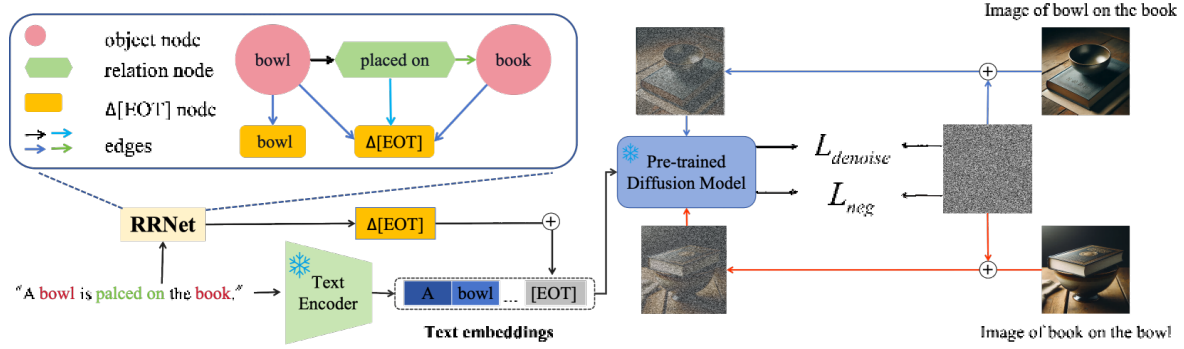 object node
relation node
Δ[EOT] node
edges
bowl
placed on
book
bowl
Δ[EOT]
RRNet
Δ[EOT]
"A bowl is palced on the book."
Text
Encoder
A bowl ... [EOT]
Text embeddings
Pre-trained
Diffusion Model
L_denoise
L_neg
Image of bowl on the book
Image of book on the bowl